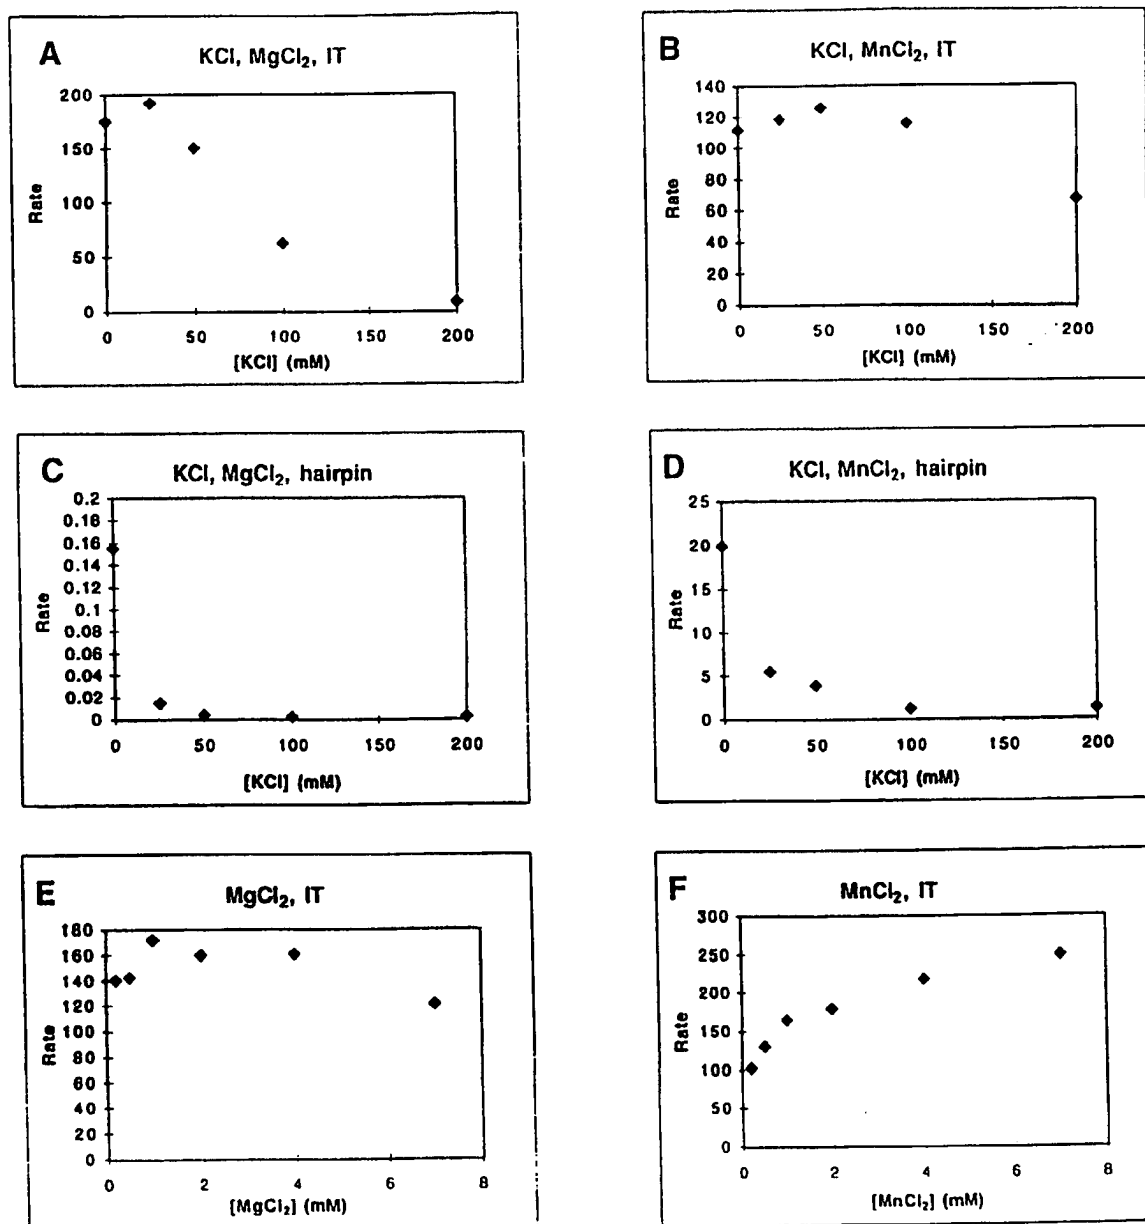 A
KCl, MgCl₂, IT
200
150
100
50
0
Rate
0 50 100 150 200
[KCl] (mM)
B
KCl, MnCl₂, IT
140
120
100
80
60
40
20
0
Rate
0 50 100 150 200
[KCl] (mM)
C
KCl, MgCl₂, hairpin
0.2
0.18
0.16
0.14
0.12
0.1
0.08
0.06
0.04
0.02
0
Rate
0 50 100 150 200
[KCl] (mM)
D
KCl, MnCl₂, hairpin
25
20
15
10
5
0
Rate
0 50 100 150 200
[KCl] (mM)
E
MgCl₂, IT
180
160
140
120
100
80
60
40
20
0
Rate
0 2 4 6 8
[MgCl₂] (mM)
F
MnCl₂, IT
300
250
200
150
100
50
0
Rate
0 2 4 6 8
[MnCl₂] (mM)